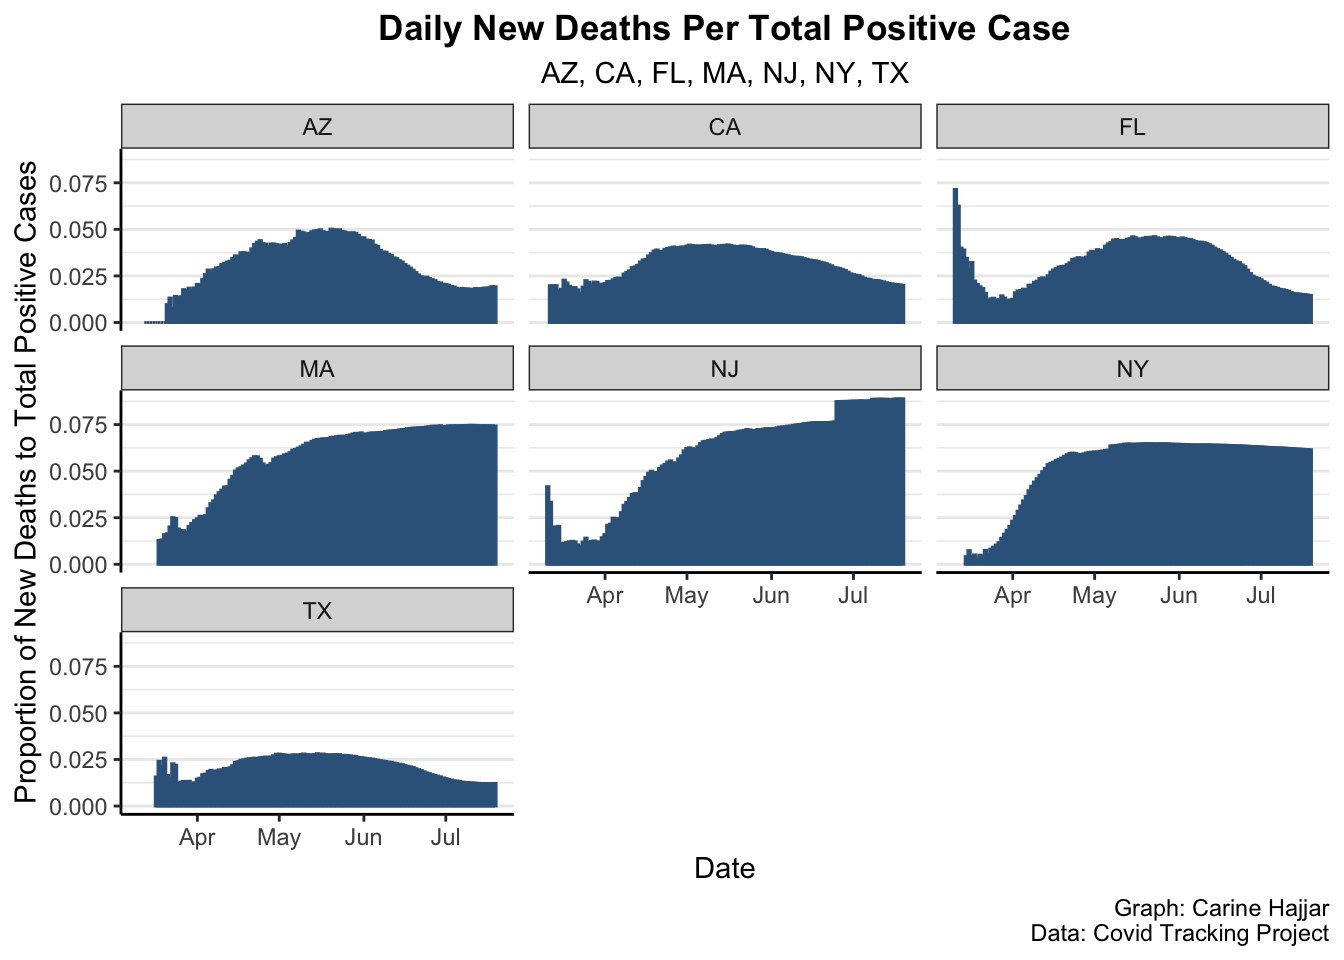 Daily New Deaths Per Total Positive Case
AZ, CA, FL, MA, NJ, NY, TX
Proportion of New Deaths to Total Positive Cases
AZ
CA
FL
0.075
0.050
0.025
0.000
MA
NJ
NY
0.075
0.050
0.025
0.000
Apr May Jun Jul
Apr May Jun Jul
TX
0.075
0.050
0.025
0.000
Apr May Jun Jul
Date
Graph: Carine Hajjar
Data: Covid Tracking Project